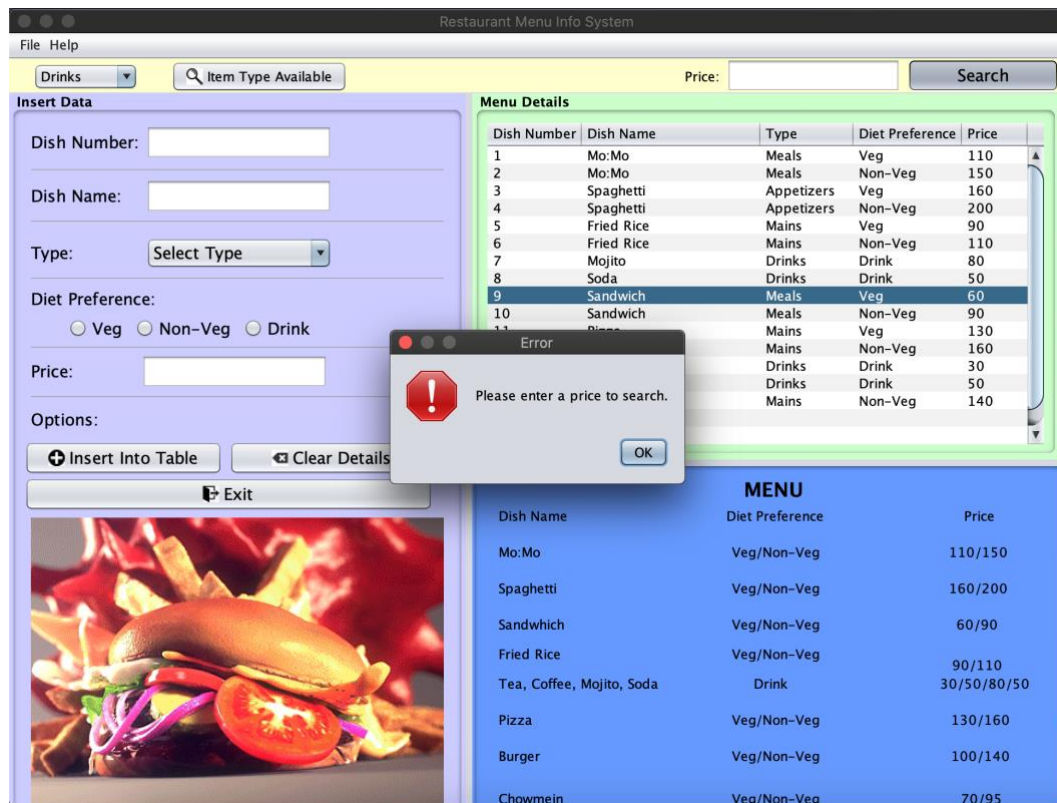 Restaurant Menu Info System
File Help
Drinks Item Type Available Price: Search
Insert Data
Dish Number:
Dish Name:
Type: Select Type
Diet Preference:
Veg Non-Veg Drink
Price:
Options:
Insert Into Table Clear Details
Exit
Menu Details
Dish Number Dish Name Type Diet Preference Price
1 Mo:Mo Meals Veg 110
2 Mo:Mo Meals Non-Veg 150
3 Spaghetti Appetizers Veg 160
4 Spaghetti Appetizers Non-Veg 200
5 Fried Rice Mains Veg 90
6 Fried Rice Mains Non-Veg 110
7 Mojito Drinks Drink 80
8 Soda Drinks Drink 50
9 Sandwich Meals Veg 60
10 Sandwich Meals Non-Veg 90
11 Pizza Mains Veg 130
Mains Non-Veg 160
Drinks Drink 30
Drinks Drink 50
Mains Non-Veg 140
Error
Please enter a price to search.
OK
MENU
Dish Name Diet Preference Price
Mo:Mo Veg/Non-Veg 110/150
Spaghetti Veg/Non-Veg 160/200
Sandwhich Veg/Non-Veg 60/90
Fried Rice Veg/Non-Veg 90/110
Tea, Coffee, Mojito, Soda Drink 30/50/80/50
Pizza Veg/Non-Veg 130/160
Burger Veg/Non-Veg 100/140
Chowmein Veg/Non-Veg 70/95